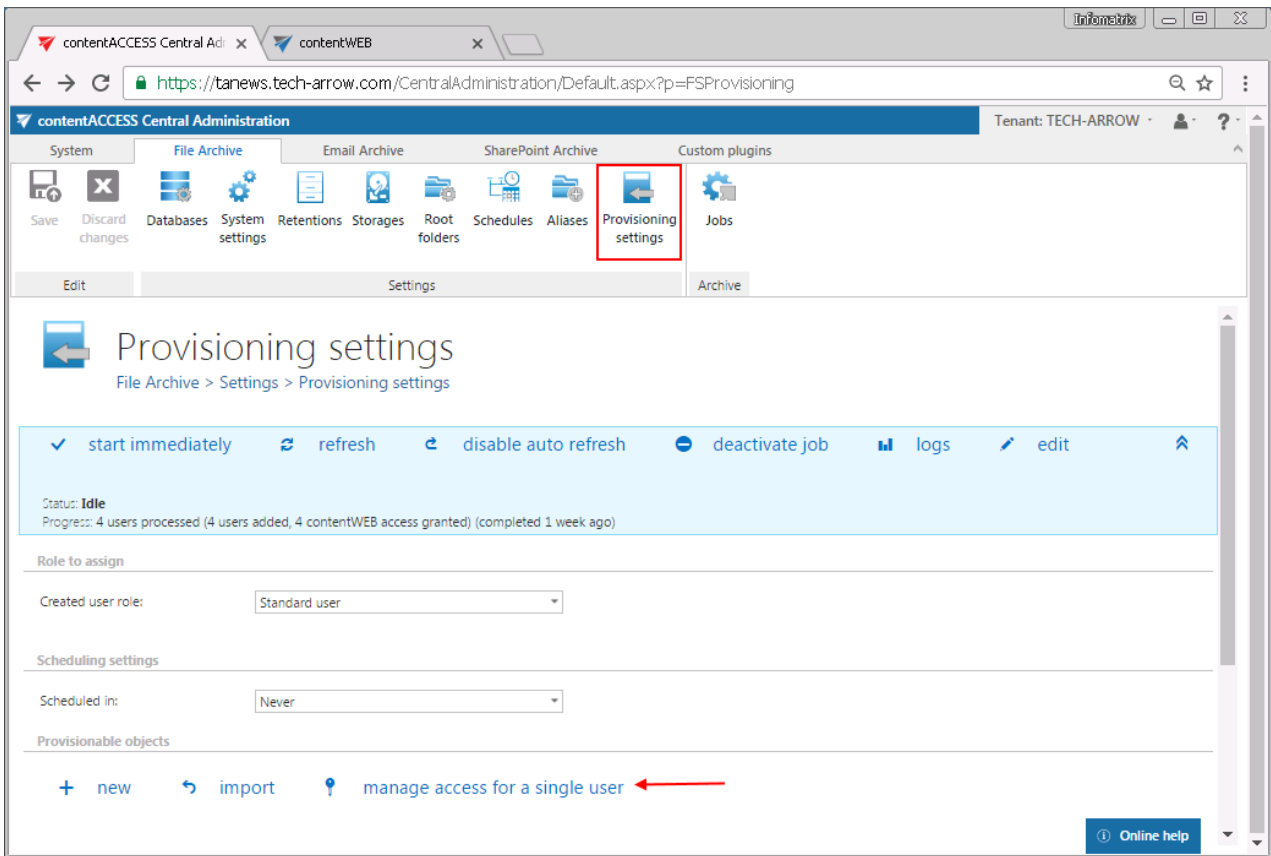 Infomatrix
contentACCESS Central Adr
contentWEB
https://tanews.tech-arrow.com/CentralAdministration/Default.aspx?p=FSProvisioning
contentACCESS Central Administration
Tenant: TECH-ARROW
?
System
File Archive
Email Archive
SharePoint Archive
Custom plugins
Save
Discard changes
Databases
System settings
Retentions
Storages
Root folders
Schedules
Aliases
Provisioning settings
Jobs
Edit
Settings
Archive
Provisioning settings
File Archive > Settings > Provisioning settings
start immediately
refresh
disable auto refresh
deactivate job
logs
edit
Status: Idle
Progress: 4 users processed (4 users added, 4 contentWEB access granted) (completed 1 week ago)
Role to assign
Created user role:
Standard user
Scheduling settings
Scheduled in:
Never
Provisionable objects
+ new
import
manage access for a single user
Online help